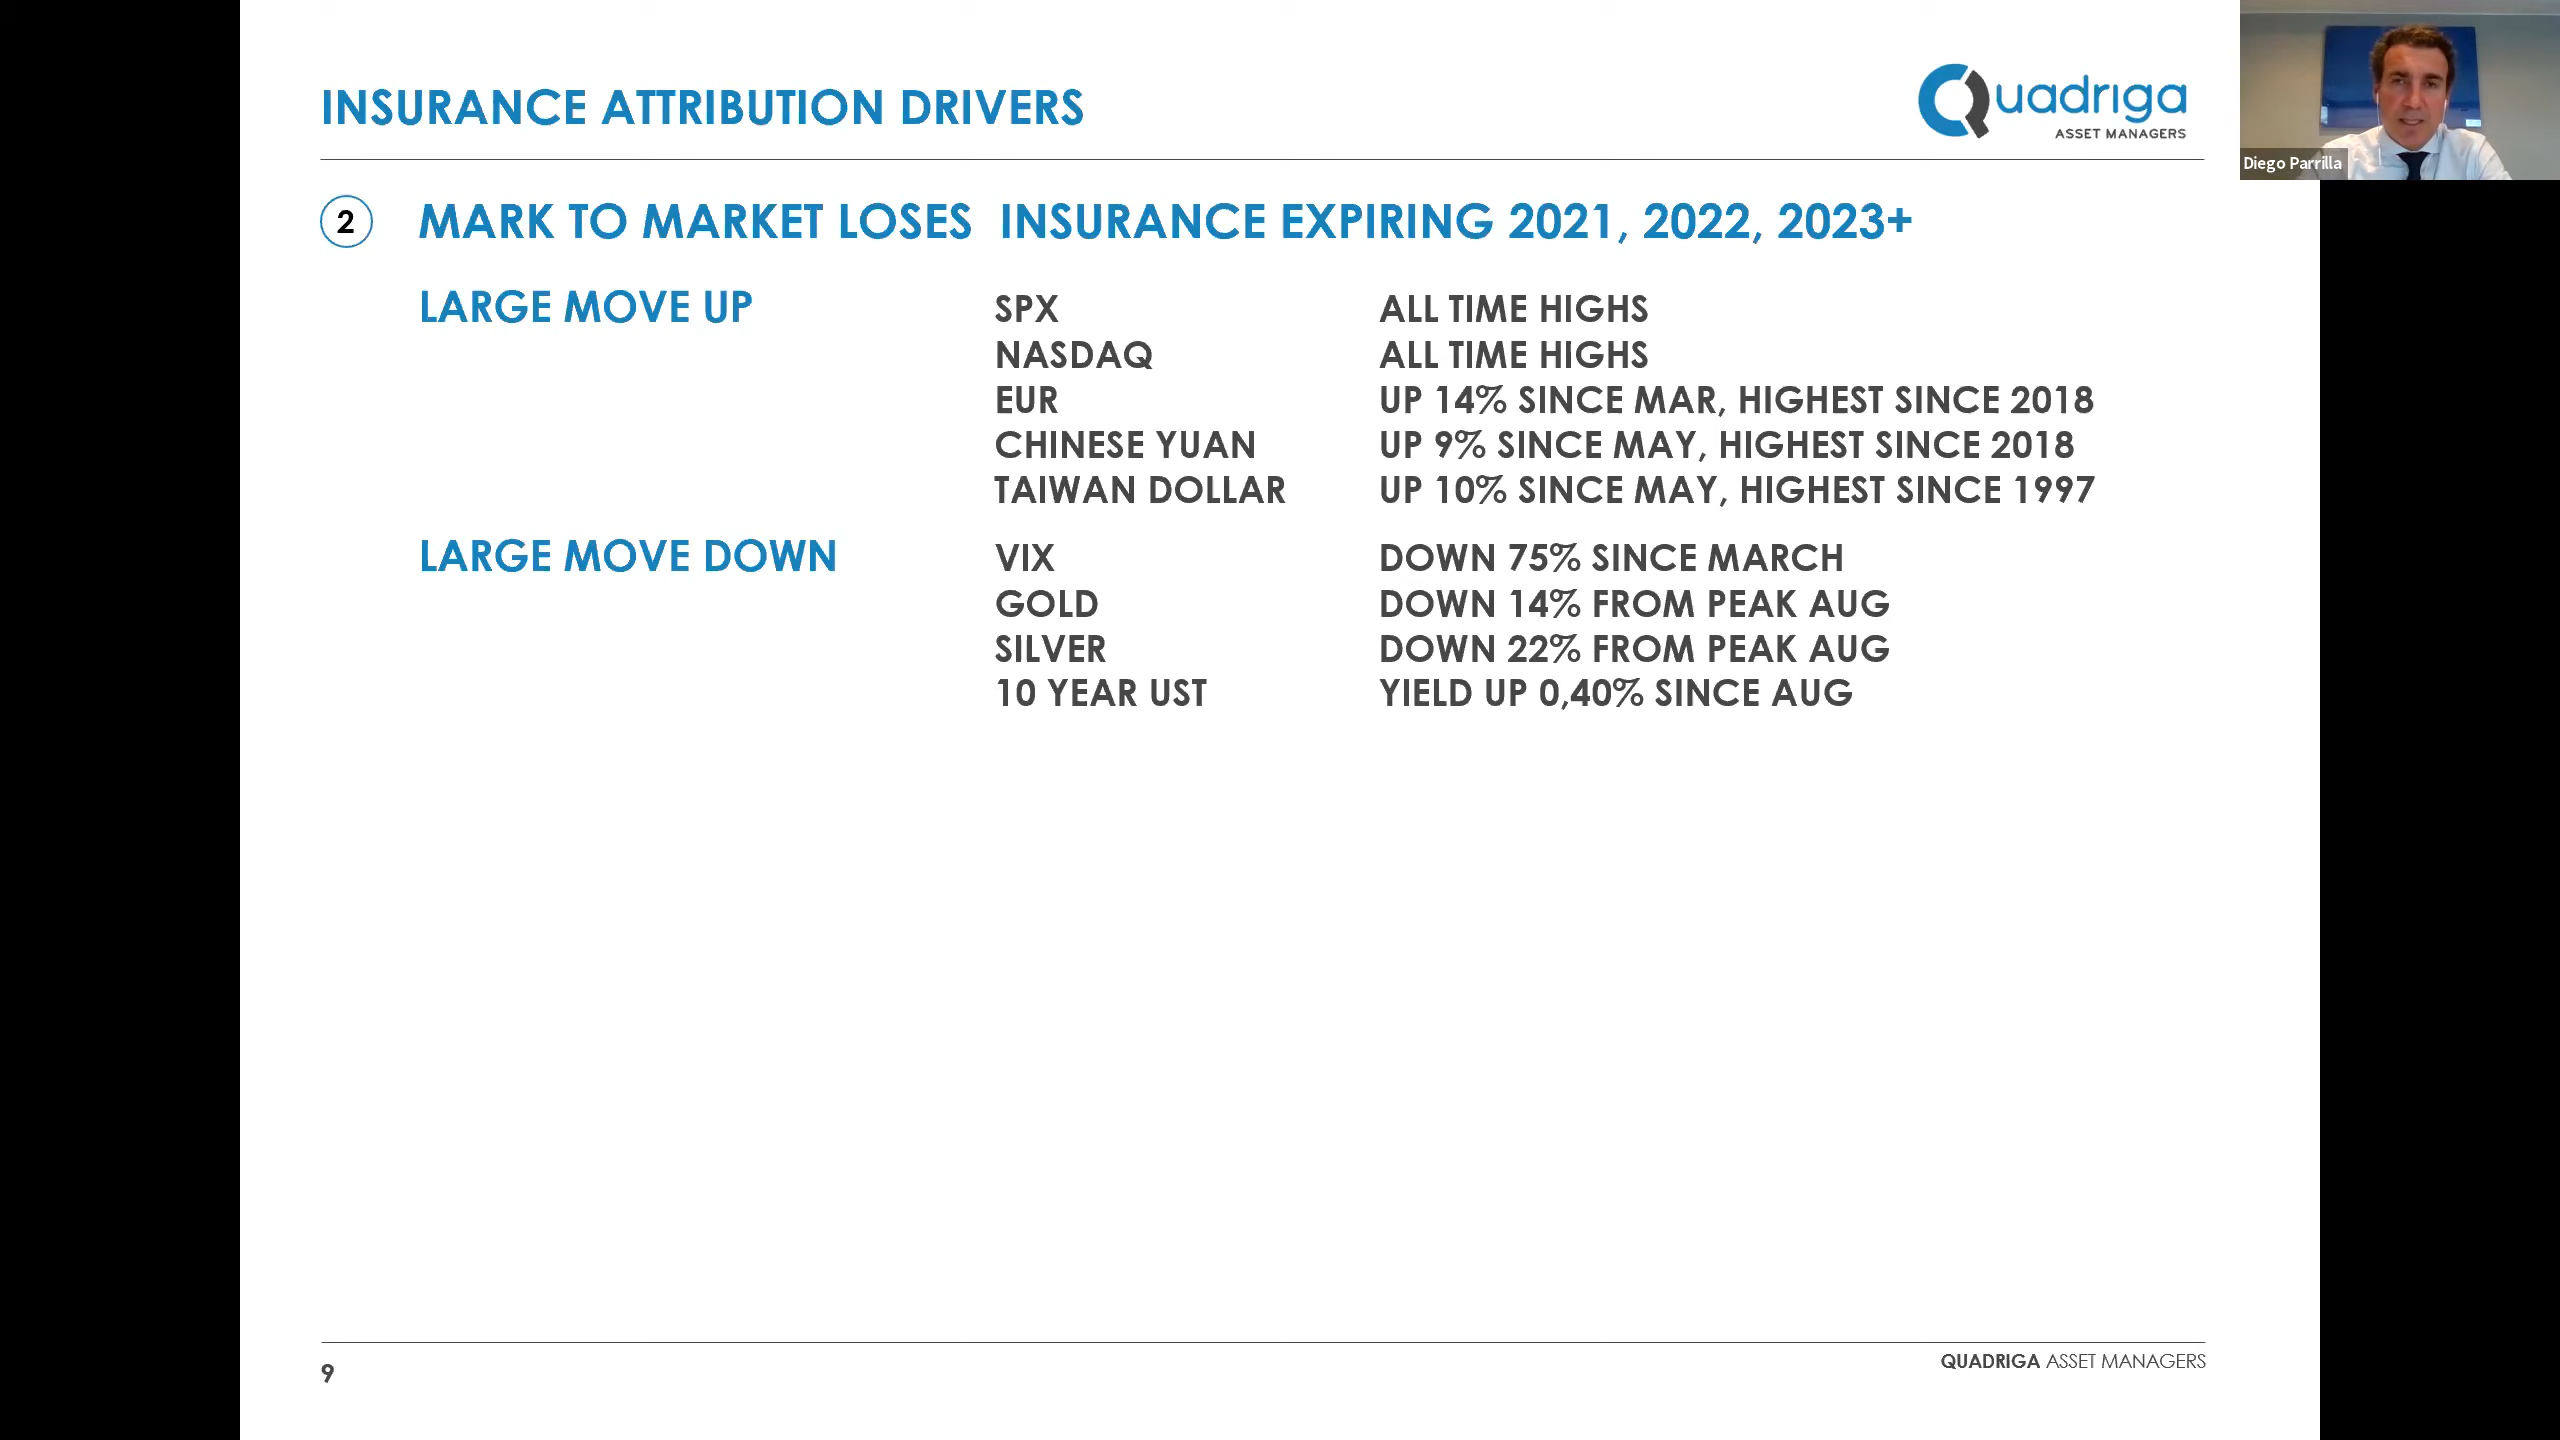 INSURANCE ATTRIBUTION DRIVERS
Quadriga
ASSET MANAGERS
Diego Parrilla
2 MARK TO MARKET LOSES INSURANCE EXPIRING 2021, 2022, 2023+
LARGE MOVE UP SPX ALL TIME HIGHS
NASDAQ ALL TIME HIGHS
EUR UP 14% SINCE MAR, HIGHEST SINCE 2018
CHINESE YUAN UP 9% SINCE MAY, HIGHEST SINCE 2018
TAIWAN DOLLAR UP 10% SINCE MAY, HIGHEST SINCE 1997
LARGE MOVE DOWN VIX DOWN 75% SINCE MARCH
GOLD DOWN 14% FROM PEAK AUG
SILVER DOWN 22% FROM PEAK AUG
10 YEAR UST YIELD UP 0,40% SINCE AUG
9 QUADRIGA ASSET MANAGERS